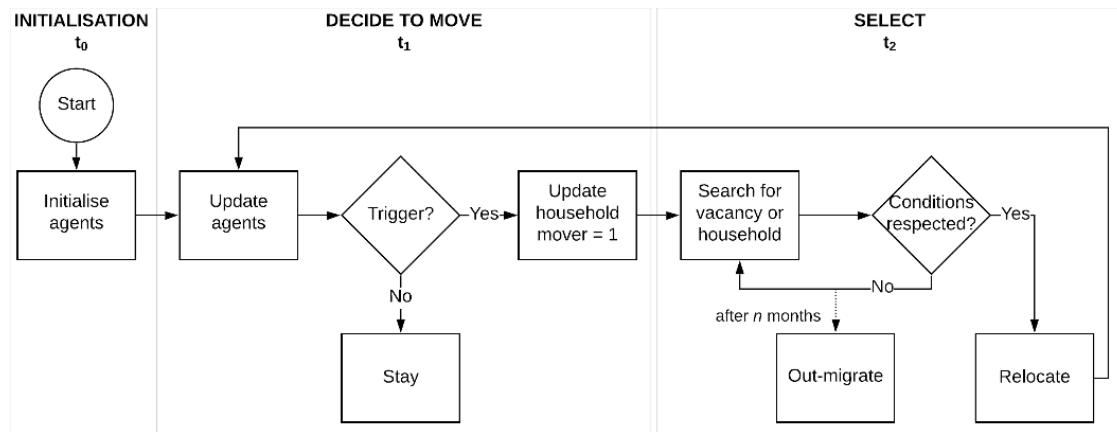 INITIALISATION
t0
DECIDE TO MOVE
t1
SELECT
t2
Start
Initialise
agents
Update
agents
Trigger?
Yes
Update
household
mover = 1
Search for
vacancy or
household
Conditions
respected?
Yes
No
No
after n months
Stay
Out-migrate
Relocate